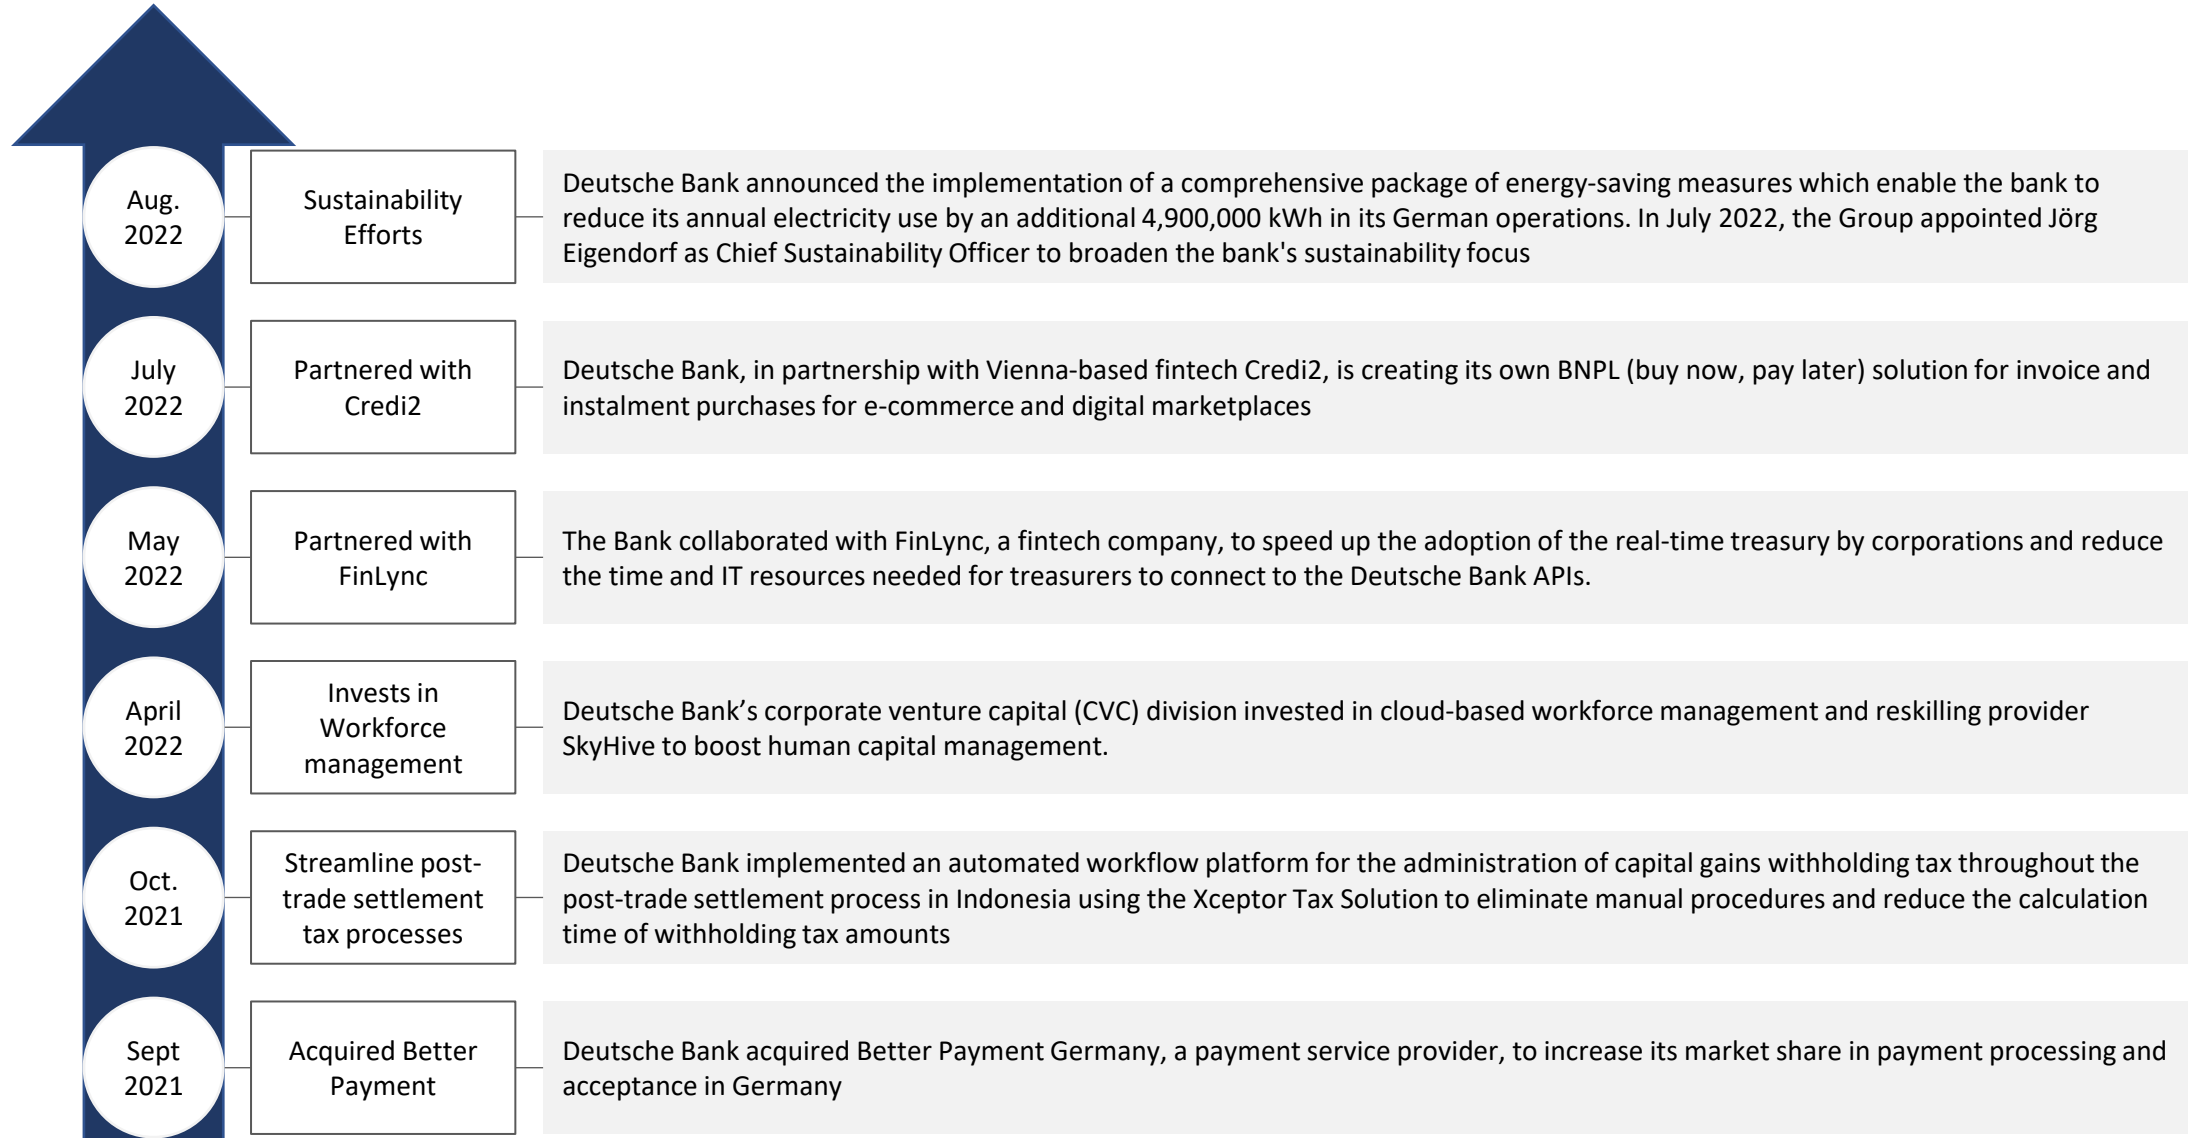 Aug.
2022
Sustainability
Efforts
Deutsche Bank announced the implementation of a comprehensive package of energy-saving measures which enable the bank to
reduce its annual electricity use by an additional 4,900,000 kWh in its German operations. In July 2022, the Group appointed Jörg
Eigendorf as Chief Sustainability Officer to broaden the bank's sustainability focus
July
2022
Partnered with
Credi2
Deutsche Bank, in partnership with Vienna-based fintech Credi2, is creating its own BNPL (buy now, pay later) solution for invoice and
instalment purchases for e-commerce and digital marketplaces
May
2022
Partnered with
FinLync
The Bank collaborated with FinLync, a fintech company, to speed up the adoption of the real-time treasury by corporations and reduce
the time and IT resources needed for treasurers to connect to the Deutsche Bank APIs.
April
2022
Invests in
Workforce
management
Deutsche Bank’s corporate venture capital (CVC) division invested in cloud-based workforce management and reskilling provider
SkyHive to boost human capital management.
Oct.
2021
Streamline post-
trade settlement
tax processes
Deutsche Bank implemented an automated workflow platform for the administration of capital gains withholding tax throughout the
post-trade settlement process in Indonesia using the Xceptor Tax Solution to eliminate manual procedures and reduce the calculation
time of withholding tax amounts
Sept
2021
Acquired Better
Payment
Deutsche Bank acquired Better Payment Germany, a payment service provider, to increase its market share in payment processing and
acceptance in Germany